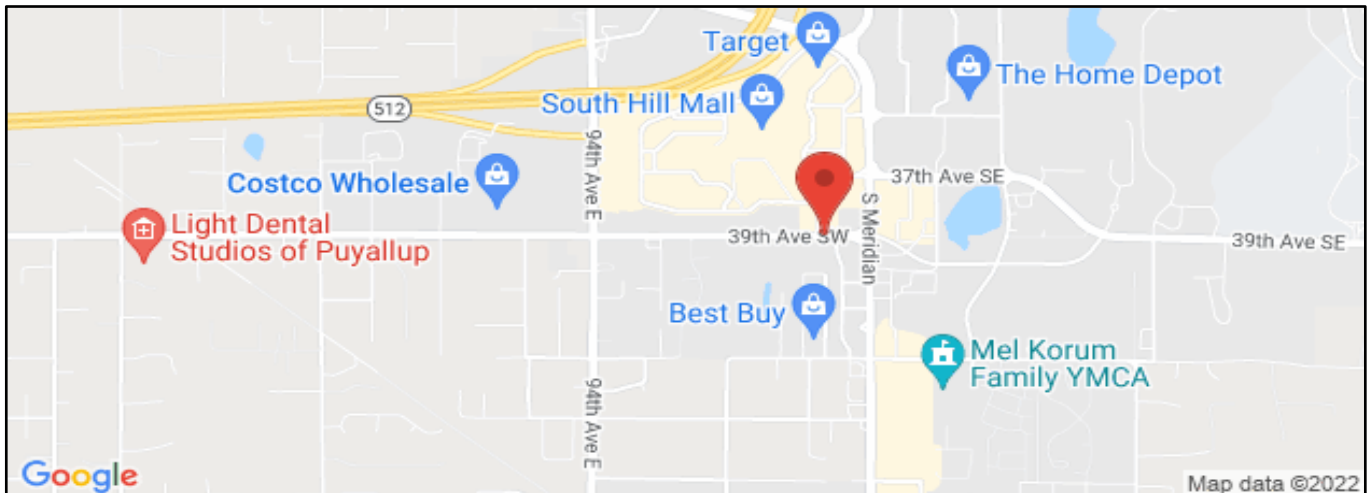 Target
The Home Depot
South Hill Mall
512
94th Ave E
Costco Wholesale
37th Ave SE
S Meridian
Light Dental
Studios of Puyallup
39th Ave SW
39th Ave SE
Best Buy
Mel Korum
Family YMCA
94th Ave E
Google
Map data ©2022